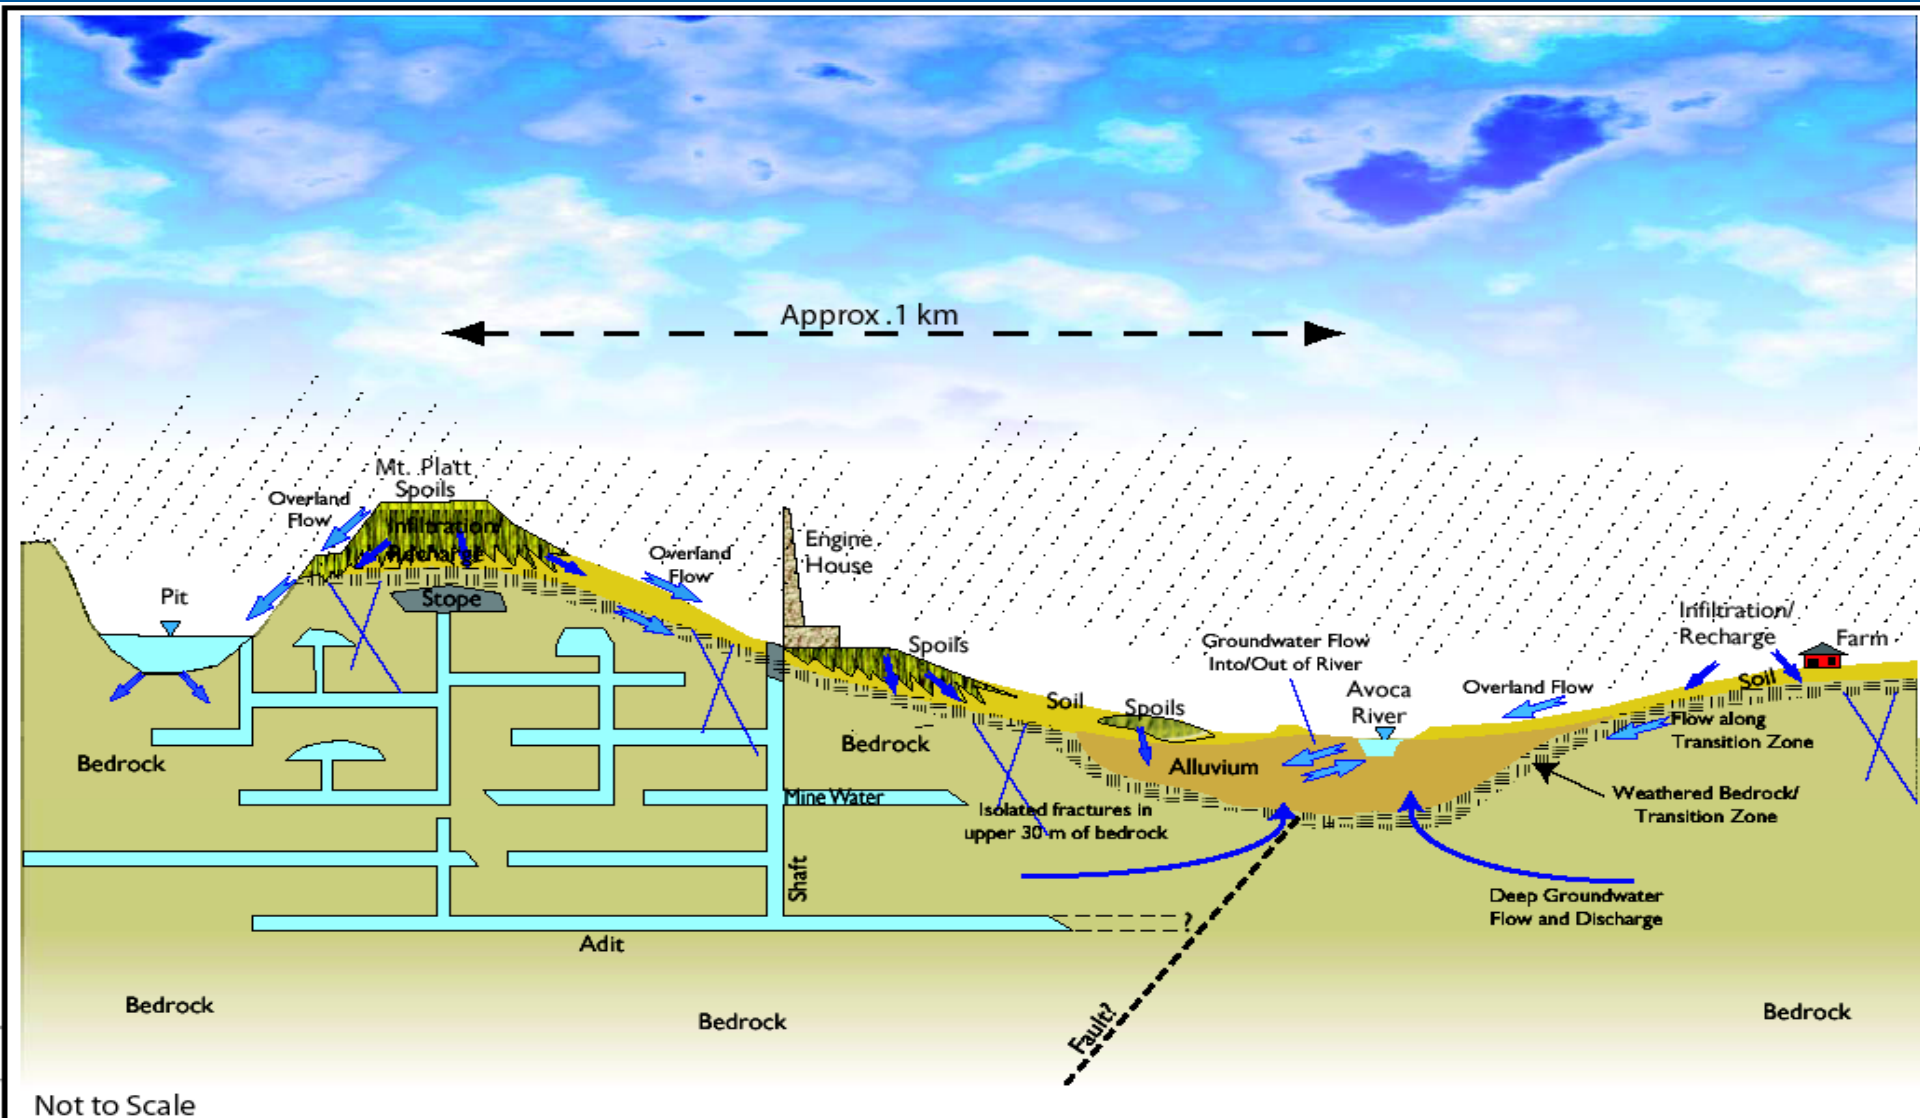 Approx .1 km
Mt. Platt
Spoils
Overland
Flow
Infiltration/
Recharge
Overland
Flow
Engine
House
Pit
Stope
Spoils
Groundwater Flow
Into/Out of River
Infiltration/
Recharge
Farm
Avoca
River
Overland Flow
Soil
Soil
Spoils
Flow along
Transition Zone
Bedrock
Bedrock
Alluvium
Mine Water
Isolated fractures in
upper 30 m of bedrock
Weathered Bedrock/
Transition Zone
Shaft
Deep Groundwater
Flow and Discharge
?
Adit
Fault?
Bedrock
Bedrock
Bedrock
Not to Scale